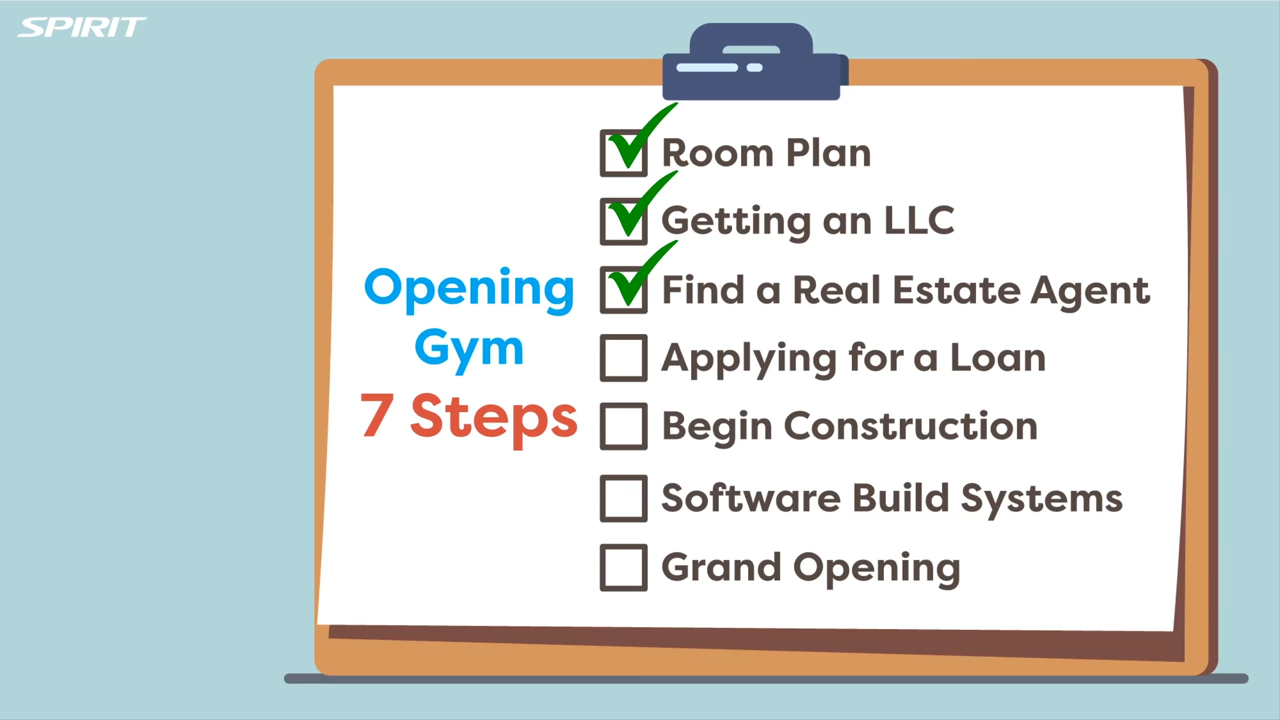 SPIRIT
Opening
Gym
7 Steps
Room Plan
Getting an LLC
Find a Real Estate Agent
Applying for a Loan
Begin Construction
Software Build Systems
Grand Opening